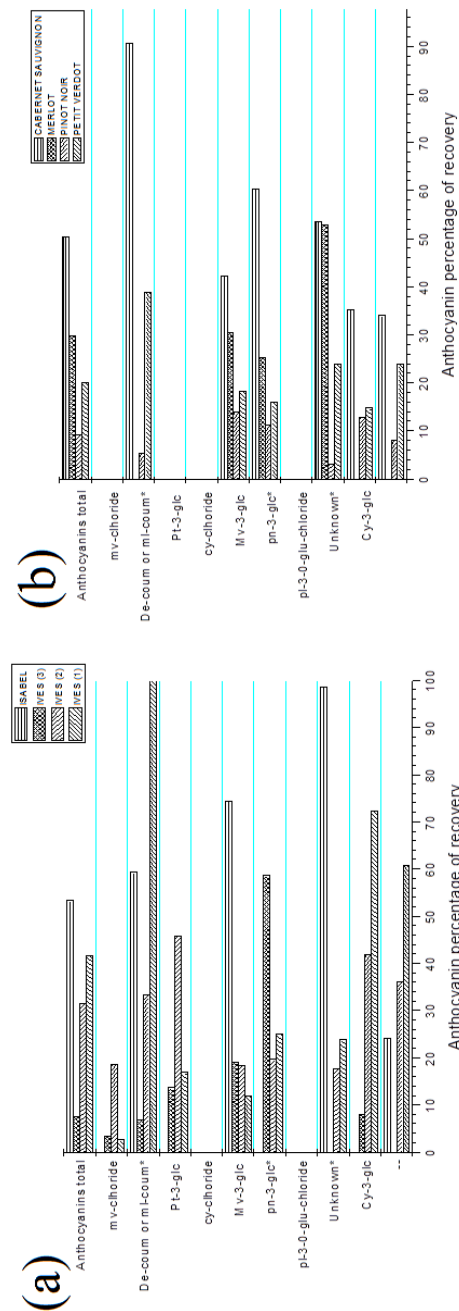 (a)
ISABEL
IVES (3)
IVES (2)
IVES (1)
Anthocyanins total
mv-clhoride
De-coum or ml-coum*
Pt-3-glc
cy-clhoride
Mv-3-glc
pn-3-glc*
pl-3-0-glu-chloride
Unknown*
Cy-3-glc
--
0 10 20 30 40 50 60 70 80 90 100
Anthocyanin percentage of recovery
(b)
CABERNET SAUVIGNON
MERLOT
PINOT NOIR
PETIT VERDOT
Anthocyanins total
mv-clhoride
De-coum or ml-coum*
Pt-3-glc
cy-clhoride
Mv-3-glc
pn-3-glc*
pl-3-0-glu-chloride
Unknown*
Cy-3-glc
0 10 20 30 40 50 60 70 80 90
Anthocyanin percentage of recovery